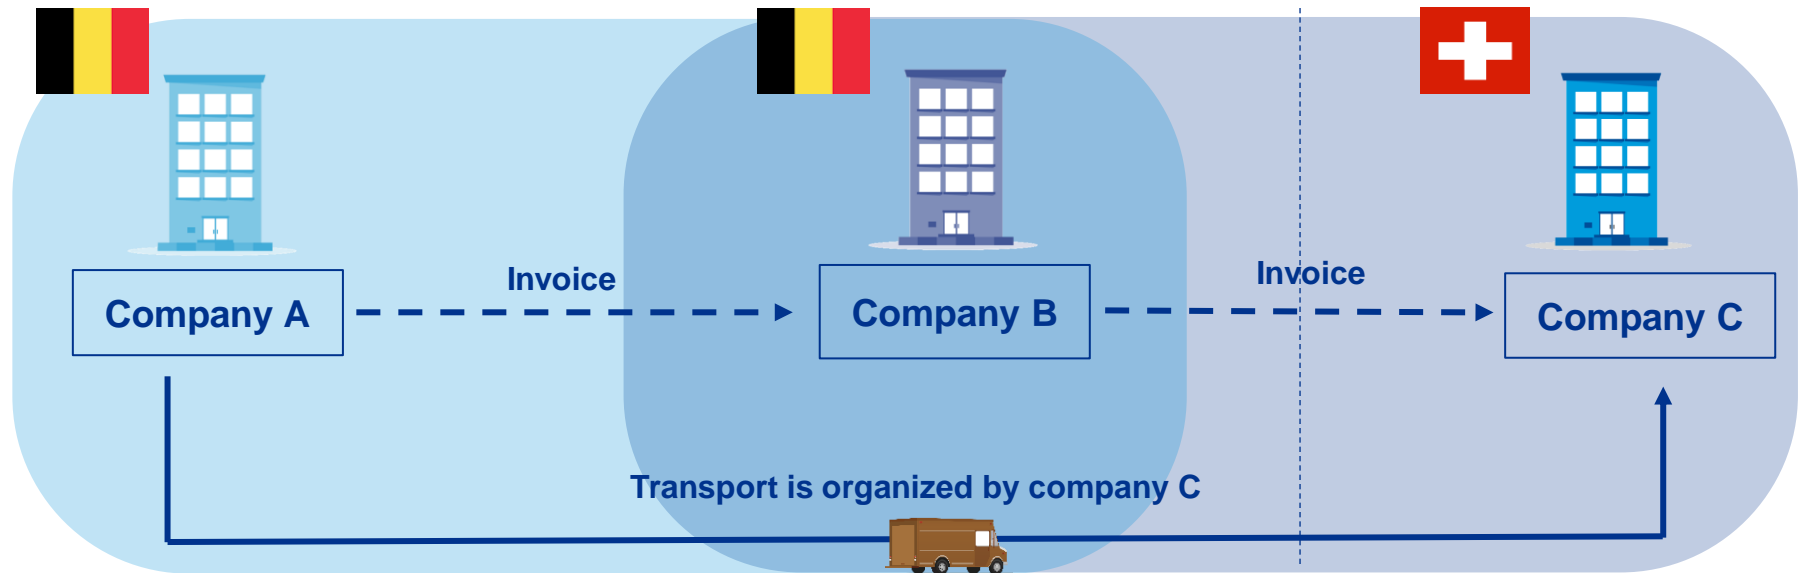 Invoice
Invoice
Company A
Company B
Company C
Transport is organized by company C